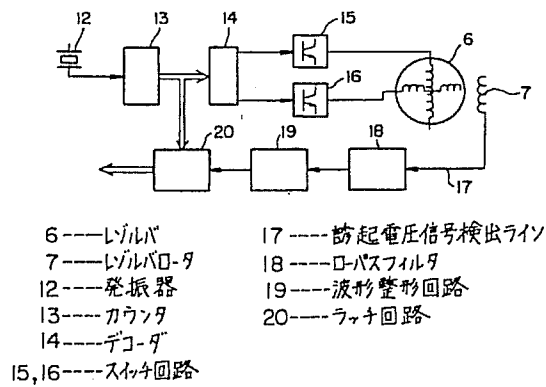 12
13
14
15
6
16
7
20
19
18
17
6----レゾルバ
7----レゾルバロータ
12----発振器
13----カウンタ
14----デコーダ
15,16----スイッチ回路
17----誘起電圧信号検出ライン
18----ローパスフィルタ
19----波形整形回路
20----ラッチ回路